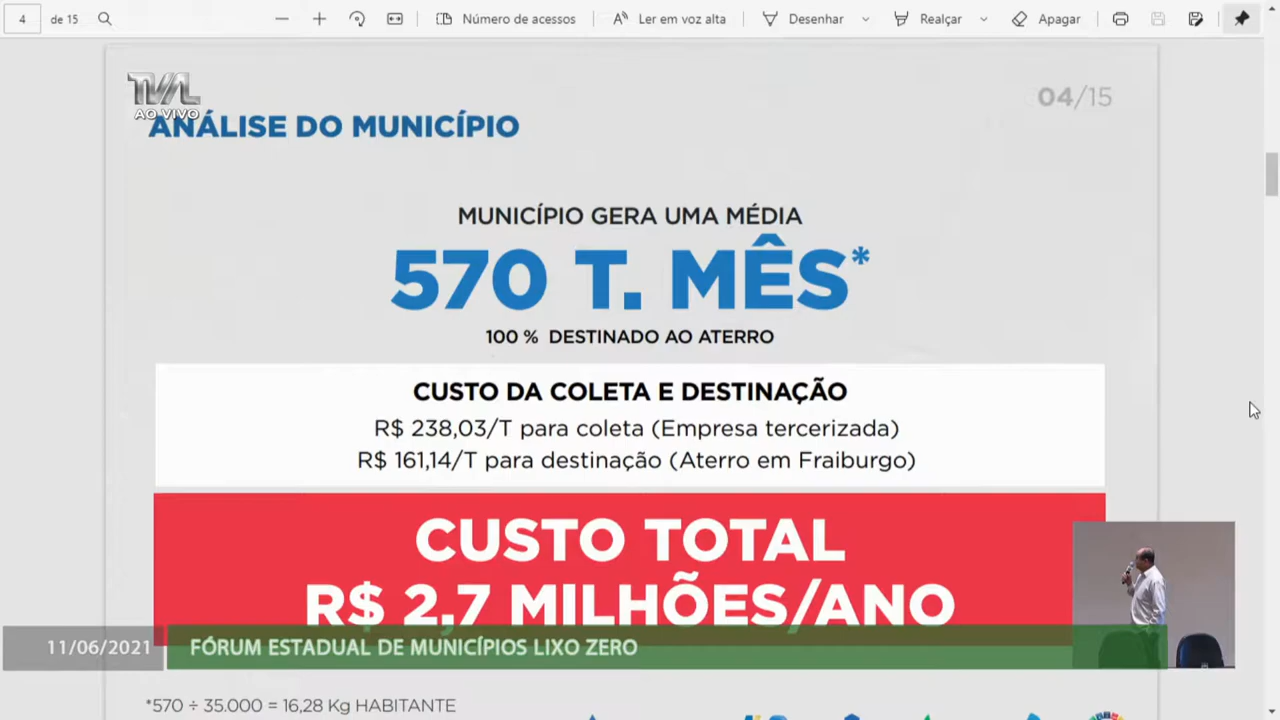 4 de 15 Número de acessos Ler em voz alta Desenhar Realçar Apagar
TVAL
AO VIVO
04/15
ANÁLISE DO MUNICÍPIO
MUNICÍPIO GERA UMA MÉDIA
570 T. MÊS*
100 % DESTINADO AO ATERRO
CUSTO DA COLETA E DESTINAÇÃO
R$ 238,03/T para coleta (Empresa tercerizada)
R$ 161,14/T para destinação (Aterro em Fraiburgo)
CUSTO TOTAL
R$ 2,7 MILHÕES/ANO
11/06/2021 FÓRUM ESTADUAL DE MUNICÍPIOS LIXO ZERO
*570 ÷ 35.000 = 16,28 Kg HABITANTE